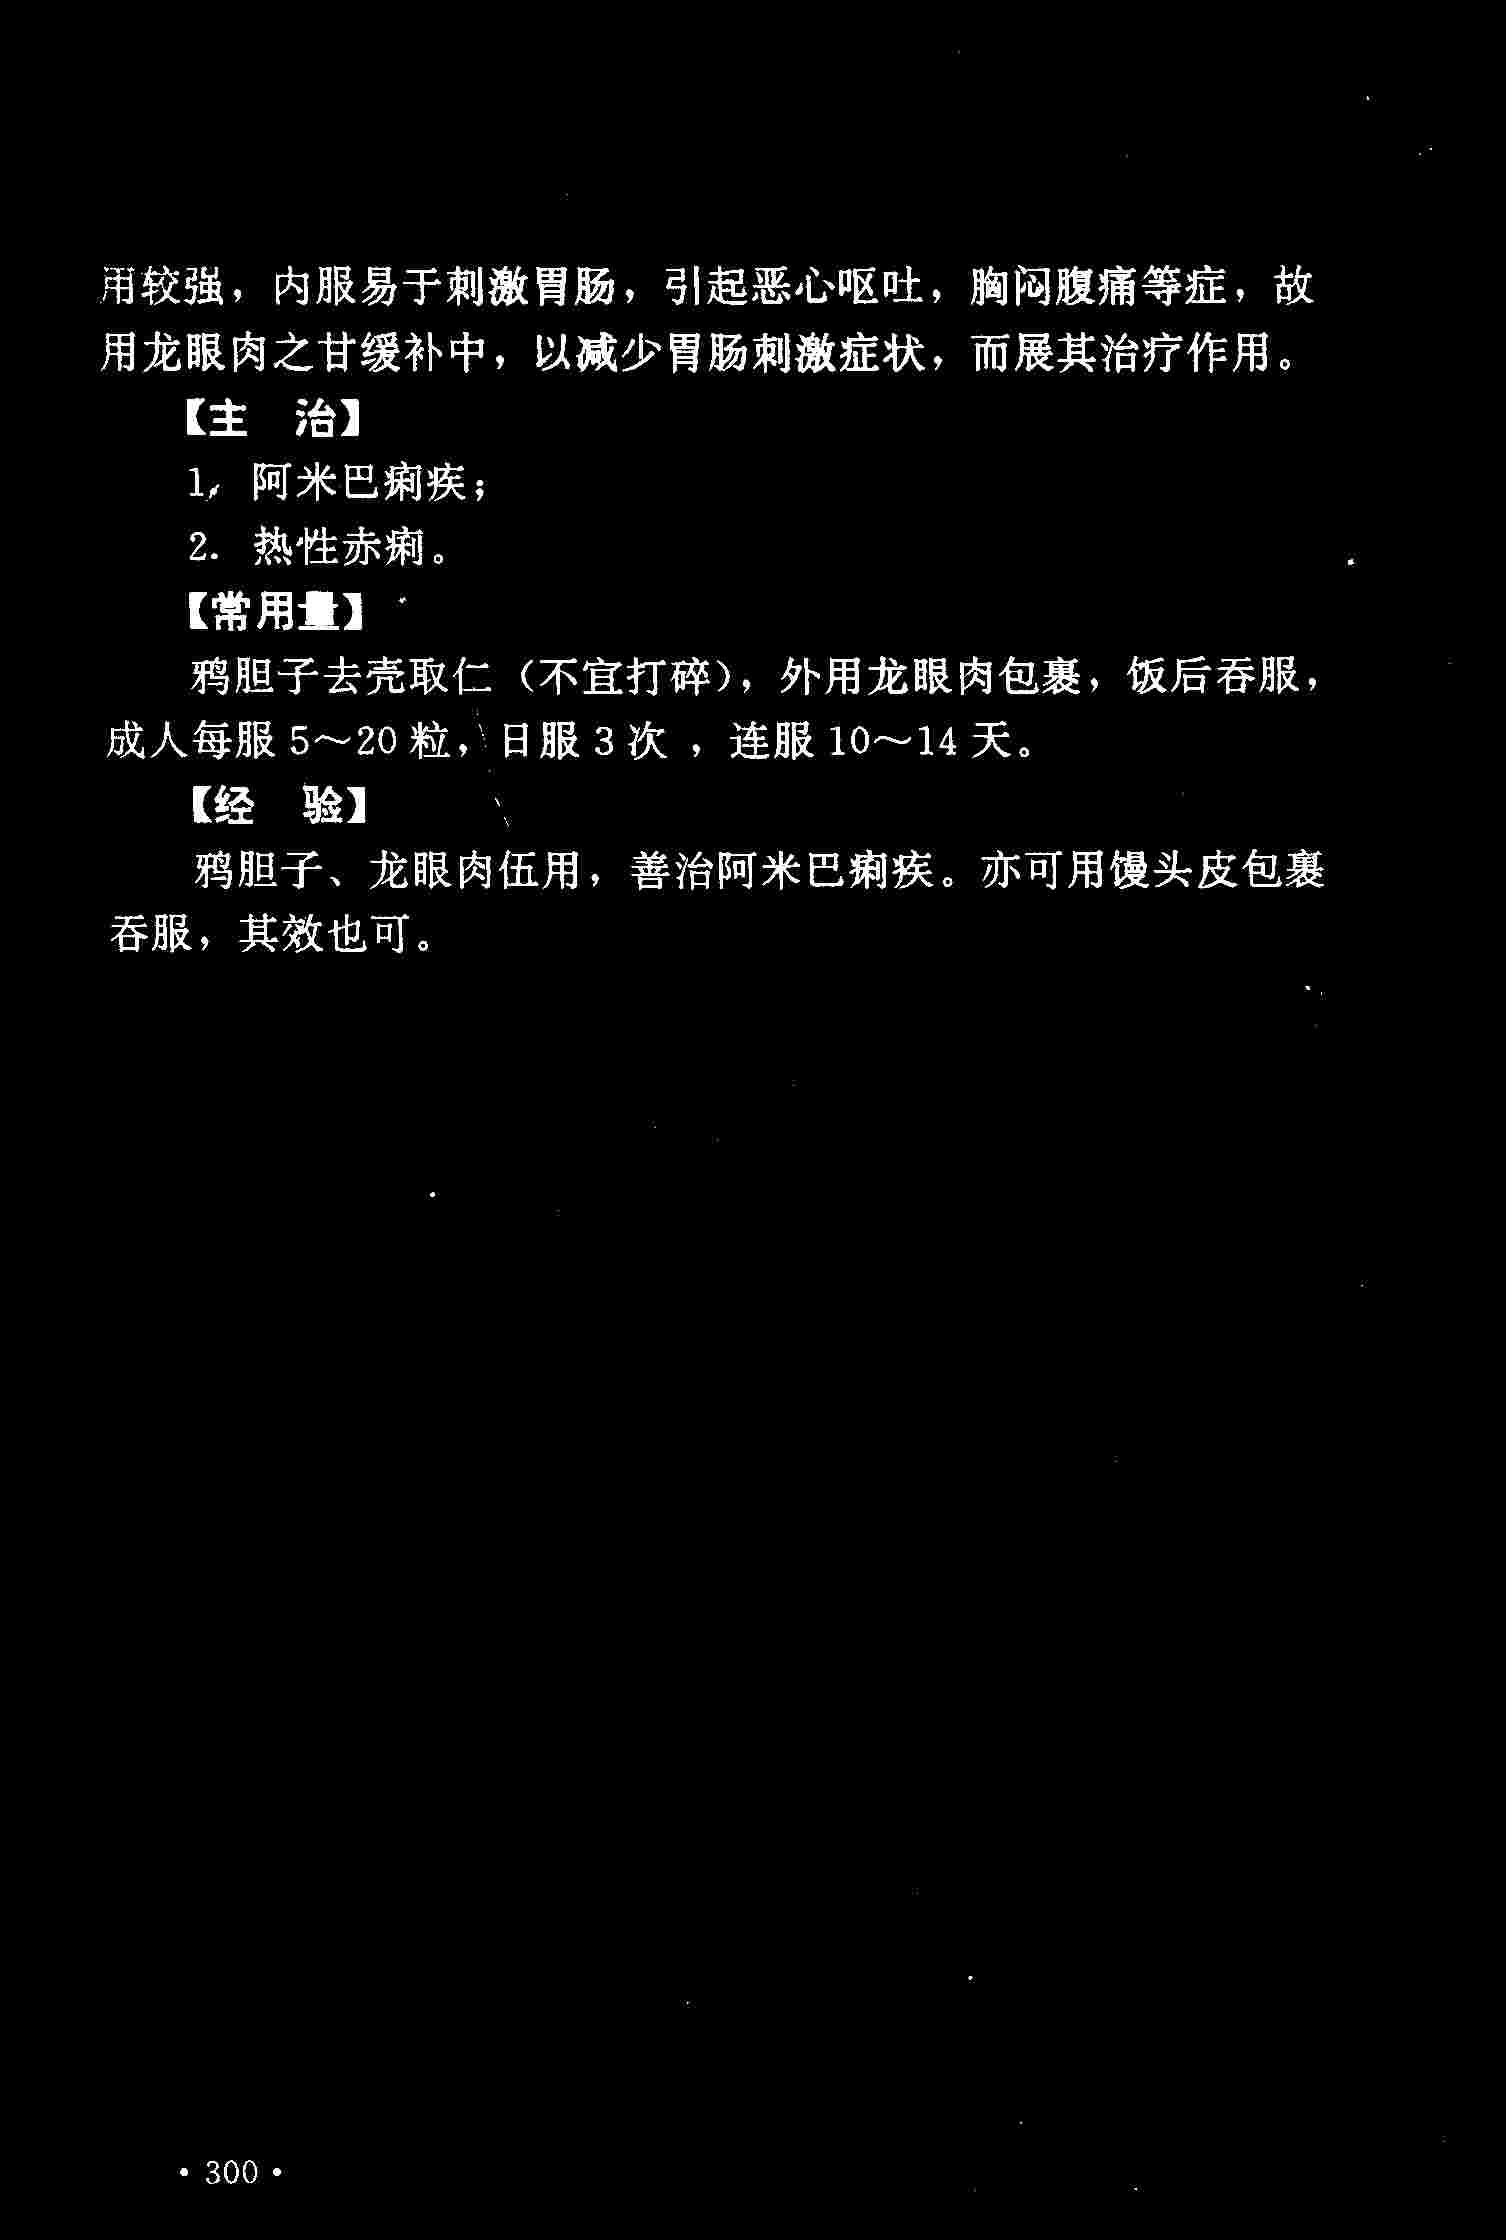 用较强，内服易于刺激胃肠，引起恶心呕吐，胸闷腹痛等症，故
用龙眼肉之甘缓补中，以减少胃肠刺激症状，而展其治疗作用。
【主　治】
1. 阿米巴痢疾；
2. 热性赤痢。
【常用量】
鸦胆子去壳取仁（不宜打碎），外用龙眼肉包裹，饭后吞服，
成人每服 5～20 粒，日服 3 次 ，连服 10～14 天。
【经　验】
鸦胆子、龙眼肉伍用，善治阿米巴痢疾。亦可用馒头皮包裹
吞服，其效也可。
• 300 •